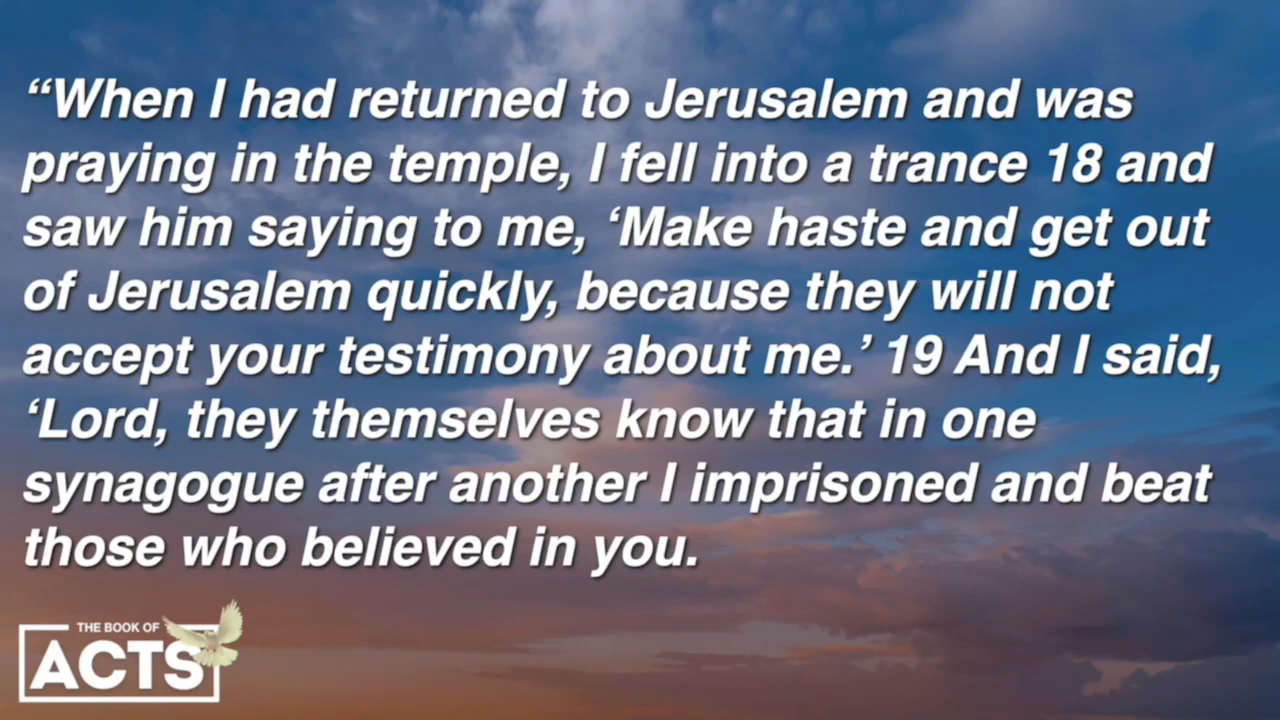 “When I had returned to Jerusalem and was
praying in the temple, I fell into a trance 18 and
saw him saying to me, ‘Make haste and get out
of Jerusalem quickly, because they will not
accept your testimony about me.’ 19 And I said,
‘Lord, they themselves know that in one
synagogue after another I imprisoned and beat
those who believed in you.
THE BOOK OF
ACTS